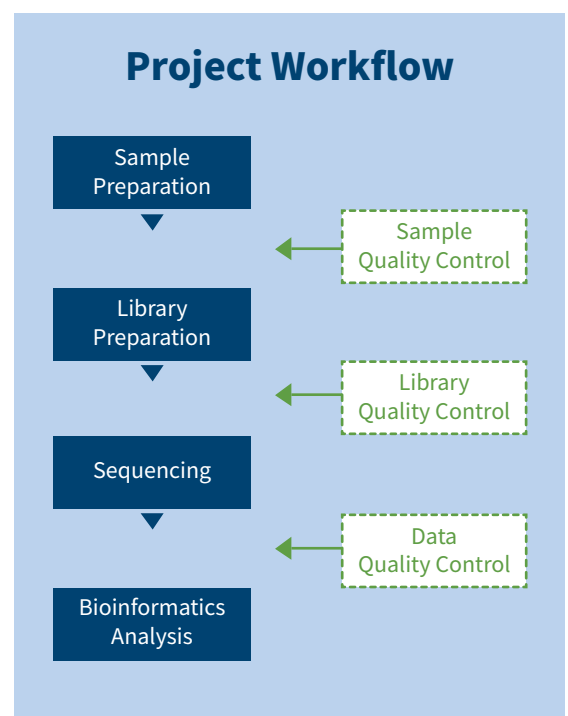 Project Workflow
Sample
Preparation
Sample
Quality Control
Library
Preparation
Library
Quality Control
Sequencing
Data
Quality Control
Bioinformatics
Analysis